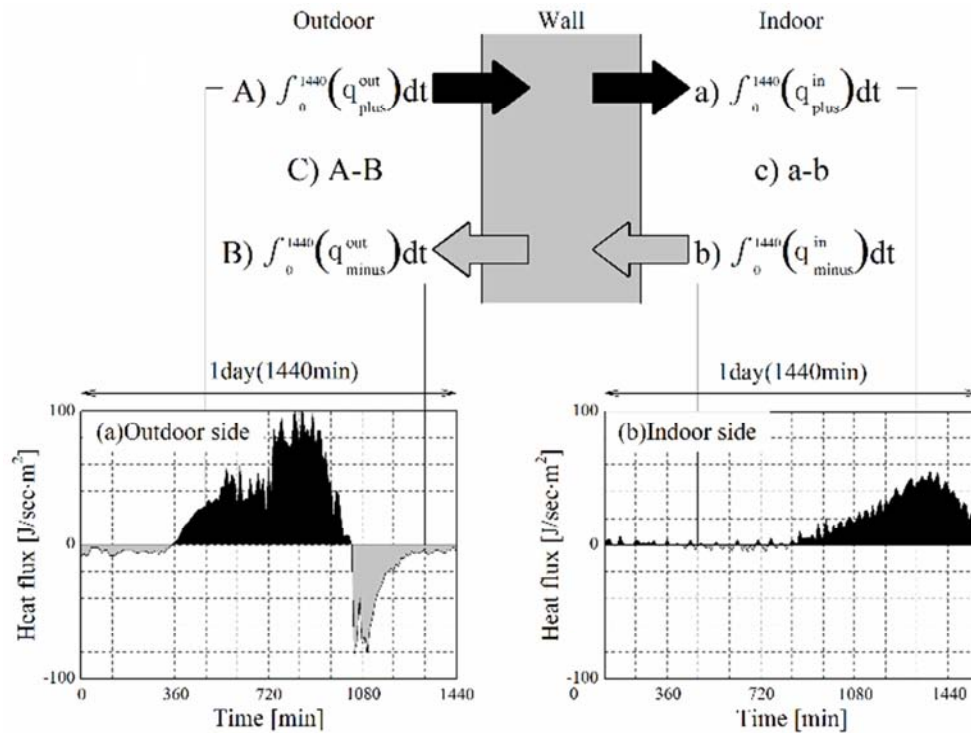 Outdoor Wall Indoor
A) ∫₀¹⁴⁴⁰(q^out_plus)dt a) ∫₀¹⁴⁴⁰(q^in_plus)dt
C) A-B c) a-b
B) ∫₀¹⁴⁴⁰(q^out_minus)dt b) ∫₀¹⁴⁴⁰(q^in_minus)dt
1day(1440min)
100
(a)Outdoor side
Heat flux [J/sec·m²]
0
-100
0 360 720 1080 1440
Time [min]
1day(1440min)
100
(b)Indoor side
Heat flux [J/sec·m²]
0
-100
0 360 720 1080 1440
Time [min]